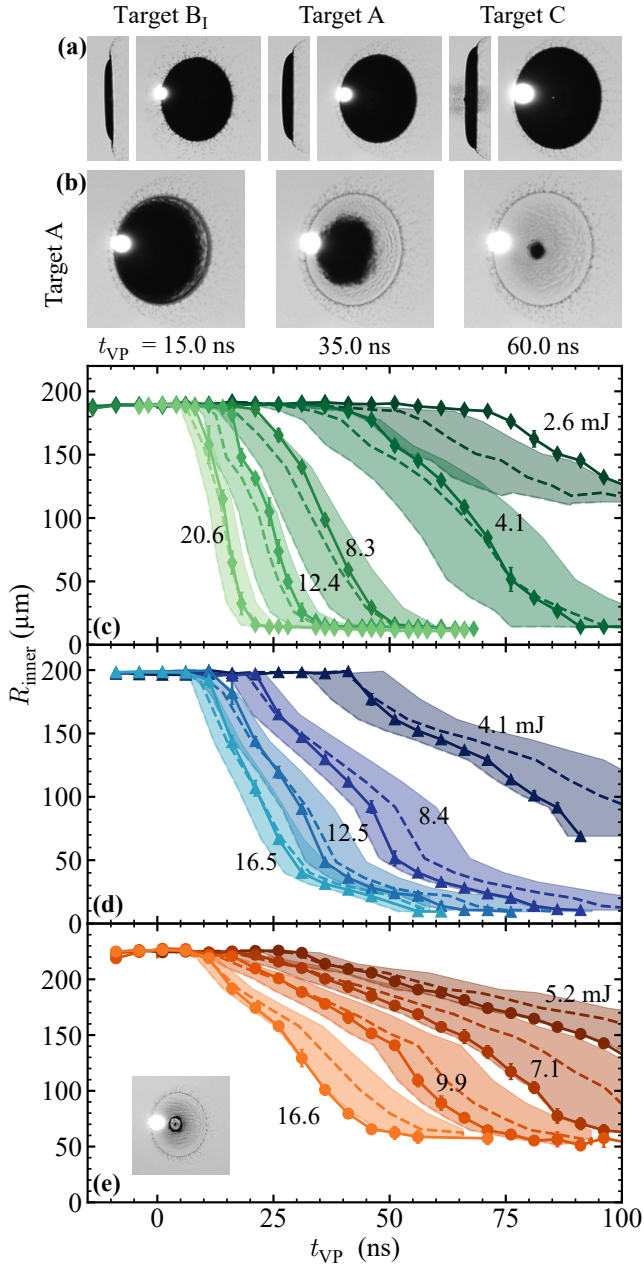 Target B_I Target A Target C
(a)
(b)
Target A
t_VP = 15.0 ns 35.0 ns 60.0 ns
200
150
100
50
0
2.6 mJ
4.1
8.3
12.4
20.6
(c)
R_inner (μm)
200
150
100
50
0
4.1 mJ
8.4
12.5
16.5
(d)
200
150
100
50
0
5.2 mJ
7.1
9.9
16.6
(e)
0 25 50 75 100
t_VP (ns)